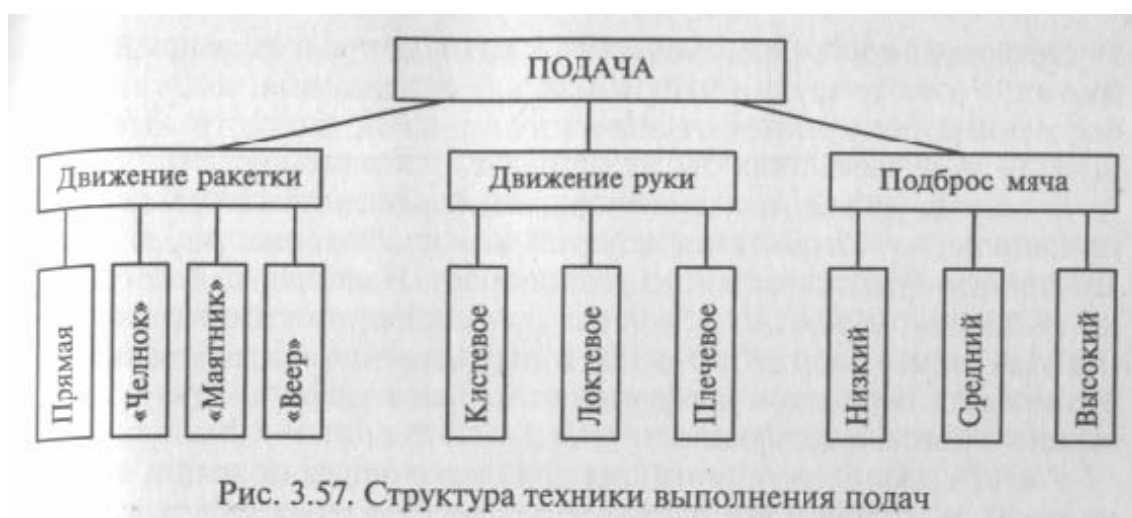 ПОДАЧА
Движение ракетки
Движение руки
Подброс мяча
Прямая
«Челнок»
«Маятник»
«Веер»
Кистевое
Локтевое
Плечевое
Низкий
Средний
Высокий
Рис. 3.57. Структура техники выполнения подач